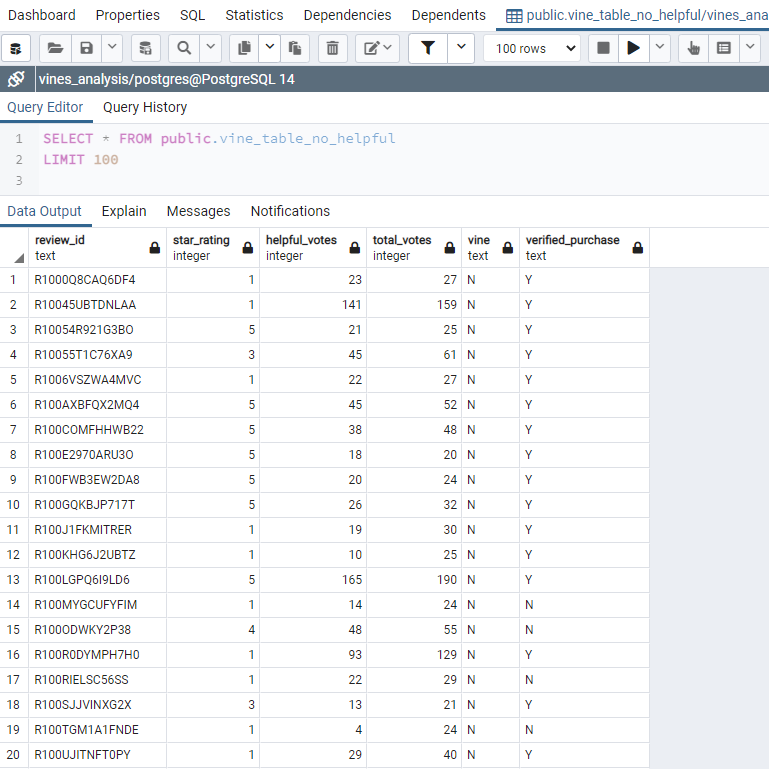 Dashboard Properties SQL Statistics Dependencies Dependents public.vine_table_no_helpful/vines_ana
100 rows
vines_analysis/postgres@PostgreSQL 14
Query Editor Query History
1 SELECT * FROM public.vine_table_no_helpful
2 LIMIT 100
3
Data Output Explain Messages Notifications
review_id star_rating helpful_votes total_votes vine verified_purchase
text integer integer integer text text
1 R1000Q8CAQ6DF4 1 23 27 N Y
2 R10045UBTDNLAA 1 141 159 N Y
3 R10054R921G3BO 5 21 25 N Y
4 R10055T1C76XA9 3 45 61 N Y
5 R1006VSZWA4MVC 1 22 27 N Y
6 R100AXBFQX2MQ4 5 45 52 N Y
7 R100COMFHHWB22 5 38 48 N Y
8 R100E2970ARU3O 5 18 20 N Y
9 R100FWB3EW2DA8 5 20 24 N Y
10 R100GQKBJP717T 5 26 32 N Y
11 R100J1FKMITRER 1 19 30 N Y
12 R100KHG6J2UBTZ 1 10 25 N Y
13 R100LGPQ6I9LD6 5 165 190 N Y
14 R100MYGCUFYFIM 1 14 24 N N
15 R100ODWKY2P38 4 48 55 N N
16 R100R0DYMPH7H0 1 93 129 N Y
17 R100RIELSC56SS 1 22 29 N N
18 R100SJJVINXG2X 3 13 21 N Y
19 R100TGM1A1FNDE 1 4 24 N N
20 R100UJITNFT0PY 1 29 40 N Y